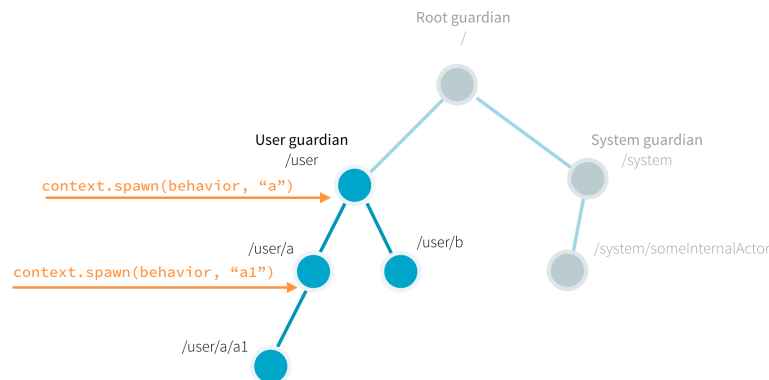 Root guardian
/
User guardian
/user
System guardian
/system
context.spawn(behavior, “a”)
/user/a
/user/b
/system/someInternalActor
context.spawn(behavior, “a1”)
/user/a/a1